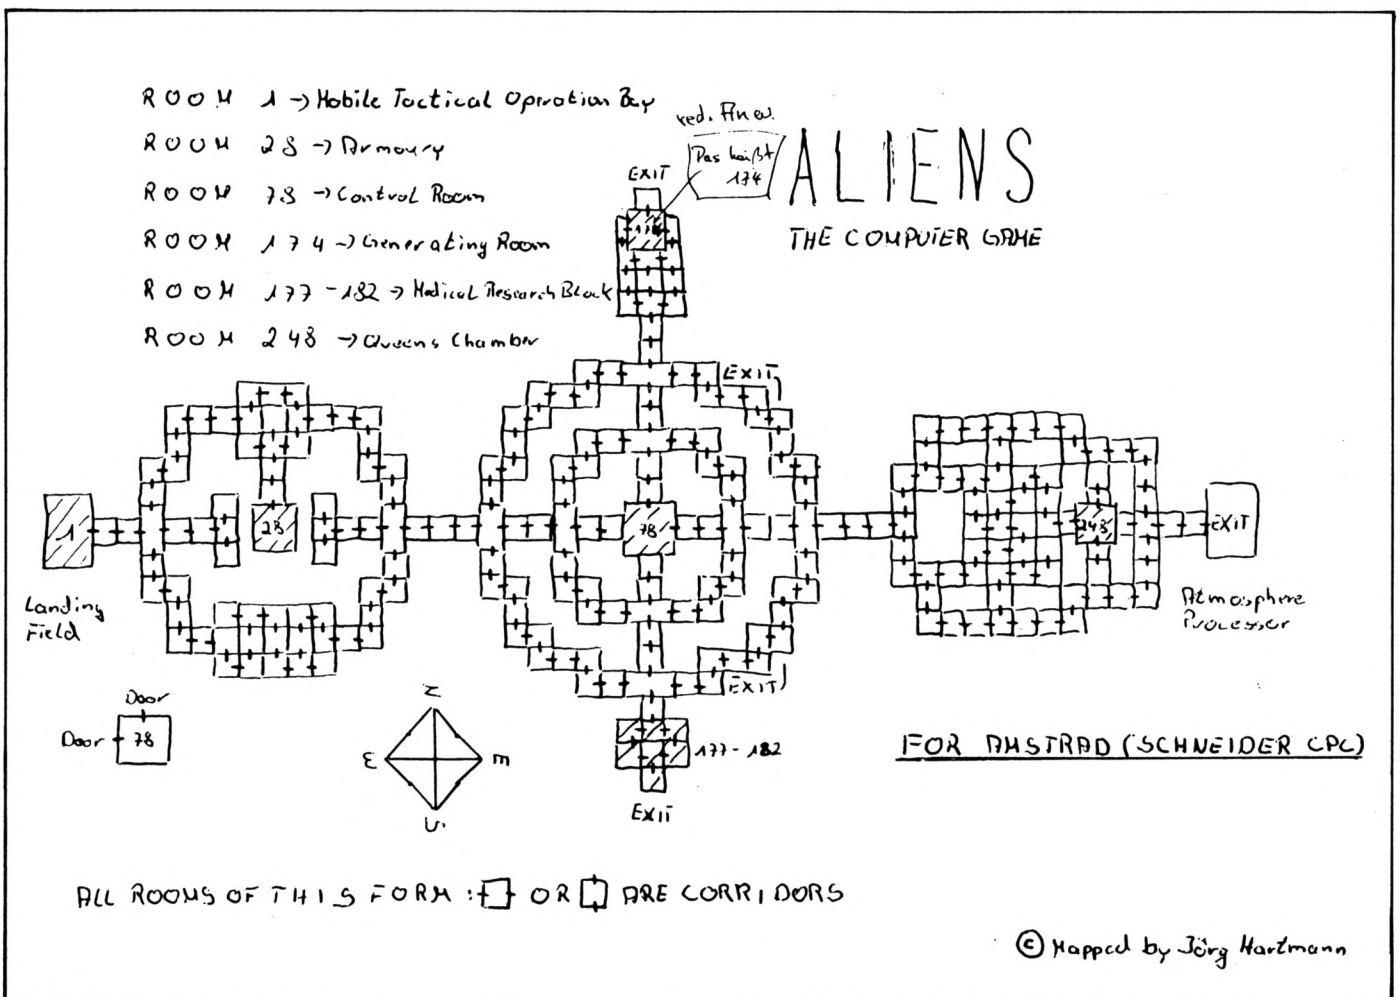 ROOM 1 → Mobile Tactical Operation Bay
ROOM 28 → Armoury
ROOM 78 → Control Room
ROOM 174 → Generating Room
ROOM 177-182 → Medical Research Block
ROOM 248 → Queens Chamber
red. Anm.
Das heißt
174
ALIENS
THE COMPUTER GAME
EXIT
EXIT
1
28
78
248
EXIT
Landing
Field
Atmosphere
Processor
EXIT
177-182
EXIT
Door
Door
78
N
E
S
FOR AMSTRAD (SCHNEIDER CPC)
ALL ROOMS OF THIS FORM: OR ARE CORRIDORS
© Mapped by Jörg Hartmann